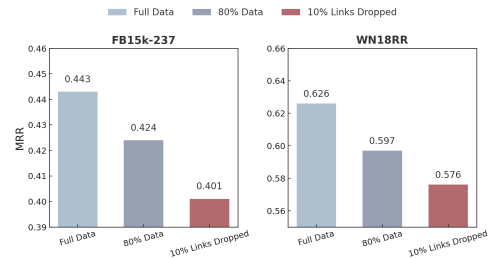 Full Data 80% Data 10% Links Dropped
FB15k-237
MRR
0.46
0.45
0.44
0.43
0.42
0.41
0.40
0.39
0.443
0.424
0.401
Full Data
80% Data
10% Links Dropped
WN18RR
0.66
0.64
0.62
0.60
0.58
0.56
0.626
0.597
0.576
Full Data
80% Data
10% Links Dropped